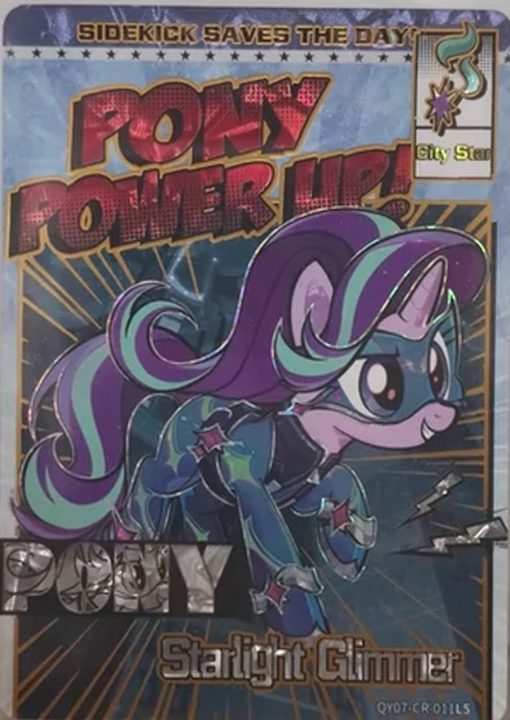 SIDEKICK SAVES THE DAY!
City Star
PONY
POWER UP!
PONY
Starlight Glimmer
QY07-CR-011L5